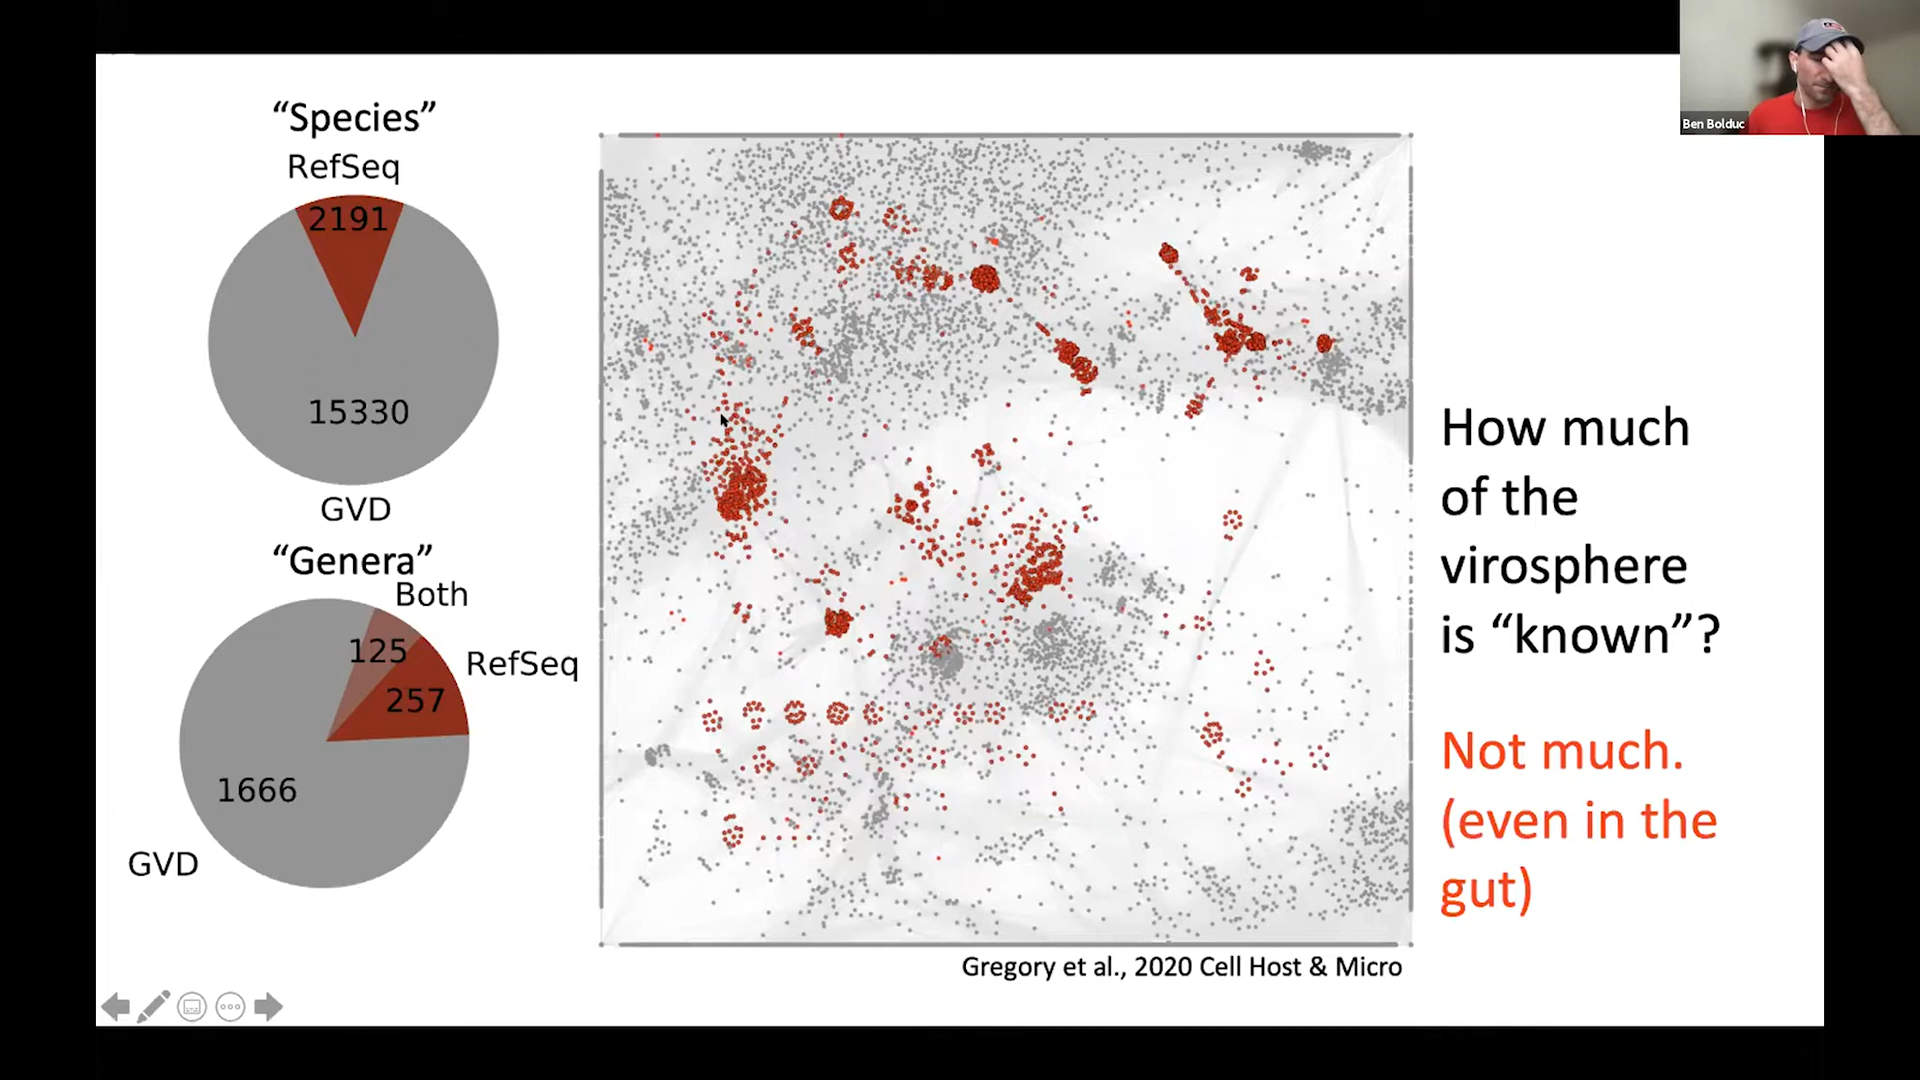 “Species”
RefSeq
2191
15330
GVD
“Genera”
Both
125
RefSeq
257
1666
GVD
How much
of the
virosphere
is “known”?
Not much.
(even in the
gut)
Gregory et al., 2020 Cell Host & Micro
Ben Bolduc